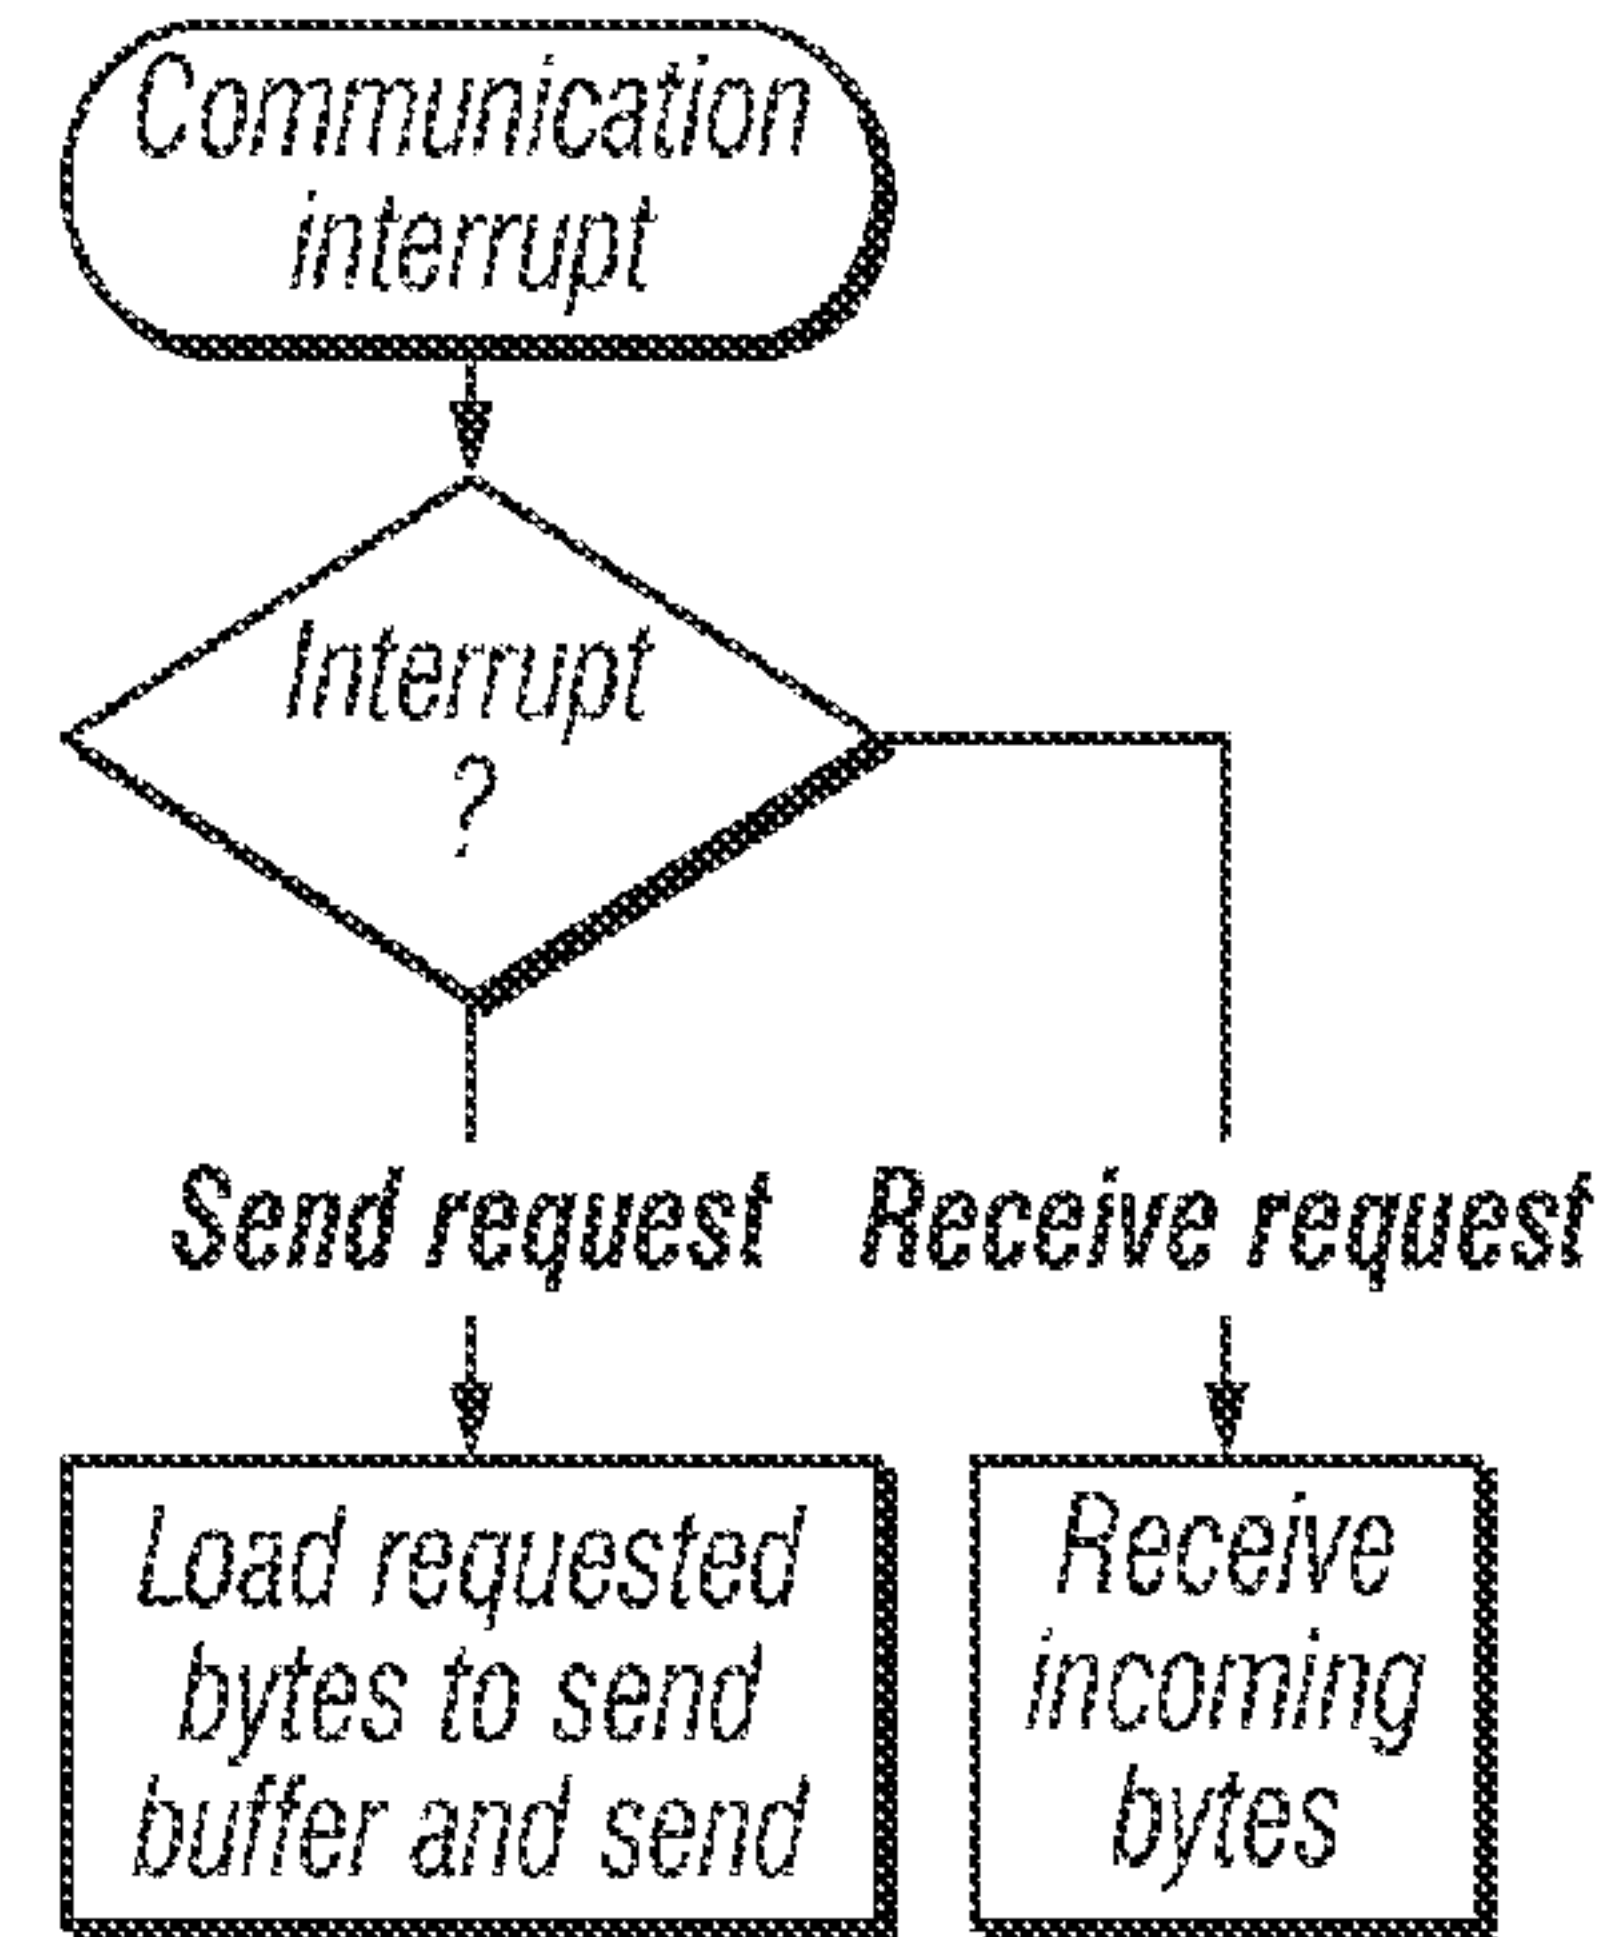 Communication
interrupt
Interrupt
?
Send request
Receive request
Load requested
bytes to send
buffer and send
Receive
incoming
bytes